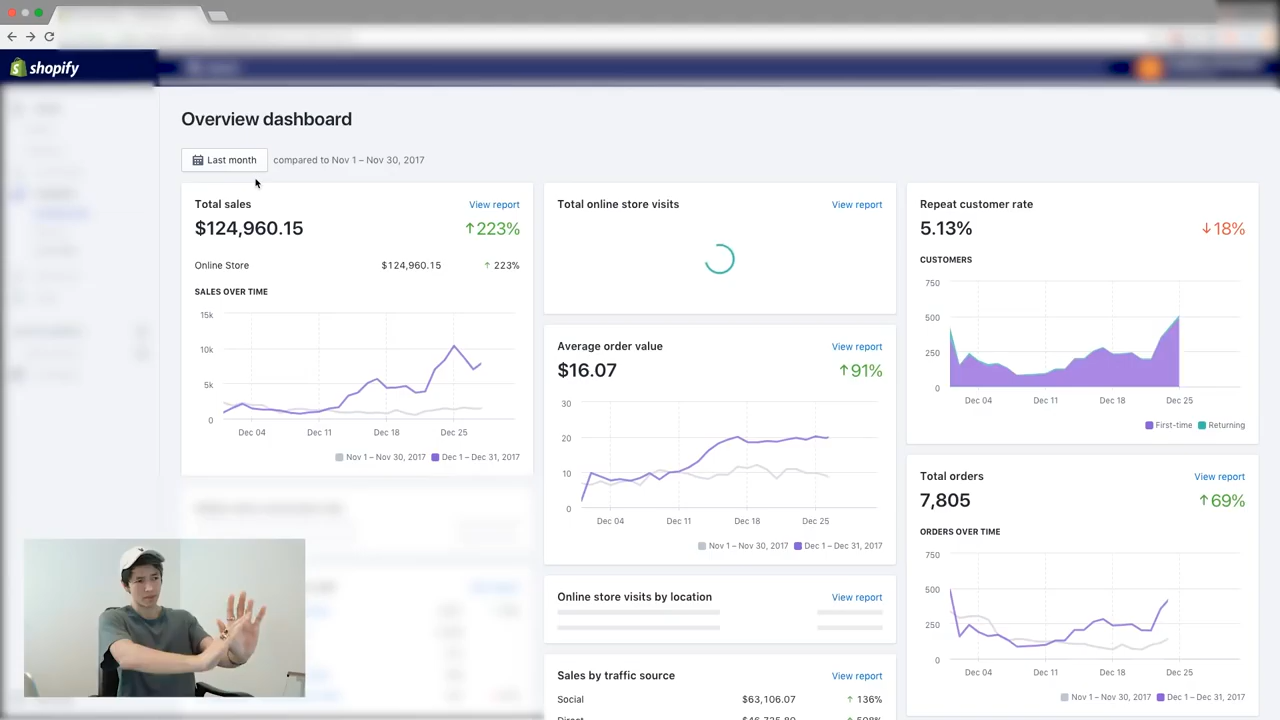 shopify
Overview dashboard
Last month compared to Nov 1 – Nov 30, 2017
Total sales View report
$124,960.15 ↑223%
Online Store $124,960.15 ↑ 223%
SALES OVER TIME
15k
10k
5k
0
Dec 04 Dec 11 Dec 18 Dec 25
Nov 1 – Nov 30, 2017 Dec 1 – Dec 31, 2017
Total online store visits View report
Average order value View report
$16.07 ↑91%
30
20
10
0
Dec 04 Dec 11 Dec 18 Dec 25
Nov 1 – Nov 30, 2017 Dec 1 – Dec 31, 2017
Online store visits by location View report
Sales by traffic source View report
Social $63,106.07 ↑ 136%
Repeat customer rate
5.13% ↓18%
CUSTOMERS
750
500
250
0
Dec 04 Dec 11 Dec 18 Dec 25
First-time Returning
Total orders View report
7,805 ↑69%
ORDERS OVER TIME
750
500
250
0
Dec 04 Dec 11 Dec 18 Dec 25
Nov 1 – Nov 30, 2017 Dec 1 – Dec 31, 2017